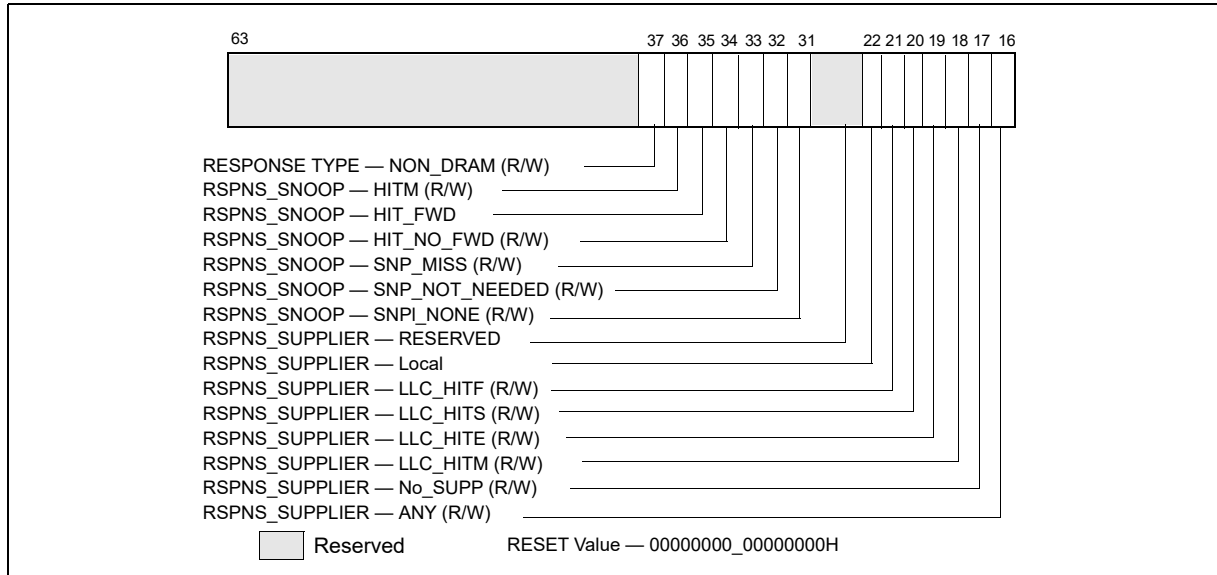 63 37 36 35 34 33 32 31 22 21 20 19 18 17 16
RESPONSE TYPE — NON_DRAM (R/W)
RSPNS_SNOOP — HITM (R/W)
RSPNS_SNOOP — HIT_FWD
RSPNS_SNOOP — HIT_NO_FWD (R/W)
RSPNS_SNOOP — SNP_MISS (R/W)
RSPNS_SNOOP — SNP_NOT_NEEDED (R/W)
RSPNS_SNOOP — SNPI_NONE (R/W)
RSPNS_SUPPLIER — RESERVED
RSPNS_SUPPLIER — Local
RSPNS_SUPPLIER — LLC_HITF (R/W)
RSPNS_SUPPLIER — LLC_HITS (R/W)
RSPNS_SUPPLIER — LLC_HITE (R/W)
RSPNS_SUPPLIER — LLC_HITM (R/W)
RSPNS_SUPPLIER — No_SUPP (R/W)
RSPNS_SUPPLIER — ANY (R/W)
Reserved RESET Value — 00000000_00000000H